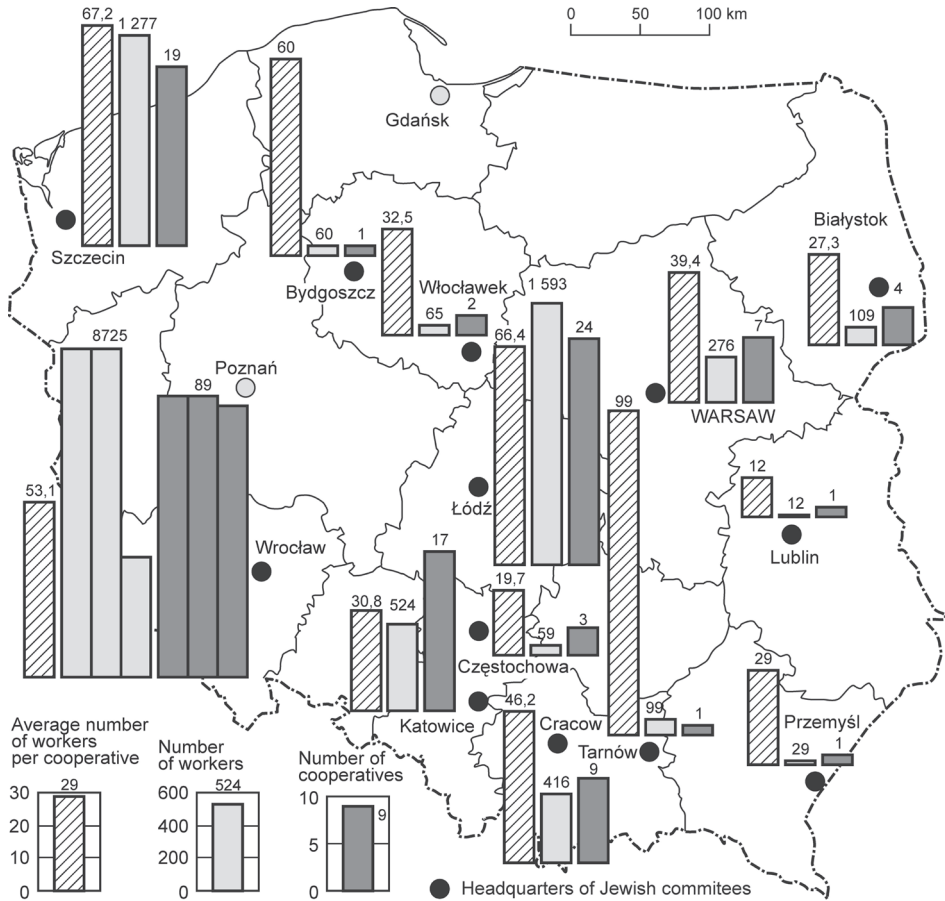 0 50 100 km
67,2
1 277
19
Szczecin
Gdańsk
60
60
1
Bydgoszcz
32,5
Włocławek
65
2
Białystok
27,3
109
4
39,4
276
7
WARSAW
1 593
66,4
24
Łódź
8725
89
Poznań
53,1
Wrocław
99
99
1
Tarnów
12
12
1
Lublin
17
30,8
524
Katowice
19,7
59
3
Częstochowa
46,2
416
9
Cracow
29
29
1
Przemyśl
Average number
of workers
per cooperative
29
30
20
10
0
Number
of workers
524
600
400
200
0
Number of
cooperatives
10
9
5
0
Headquarters of Jewish commitees